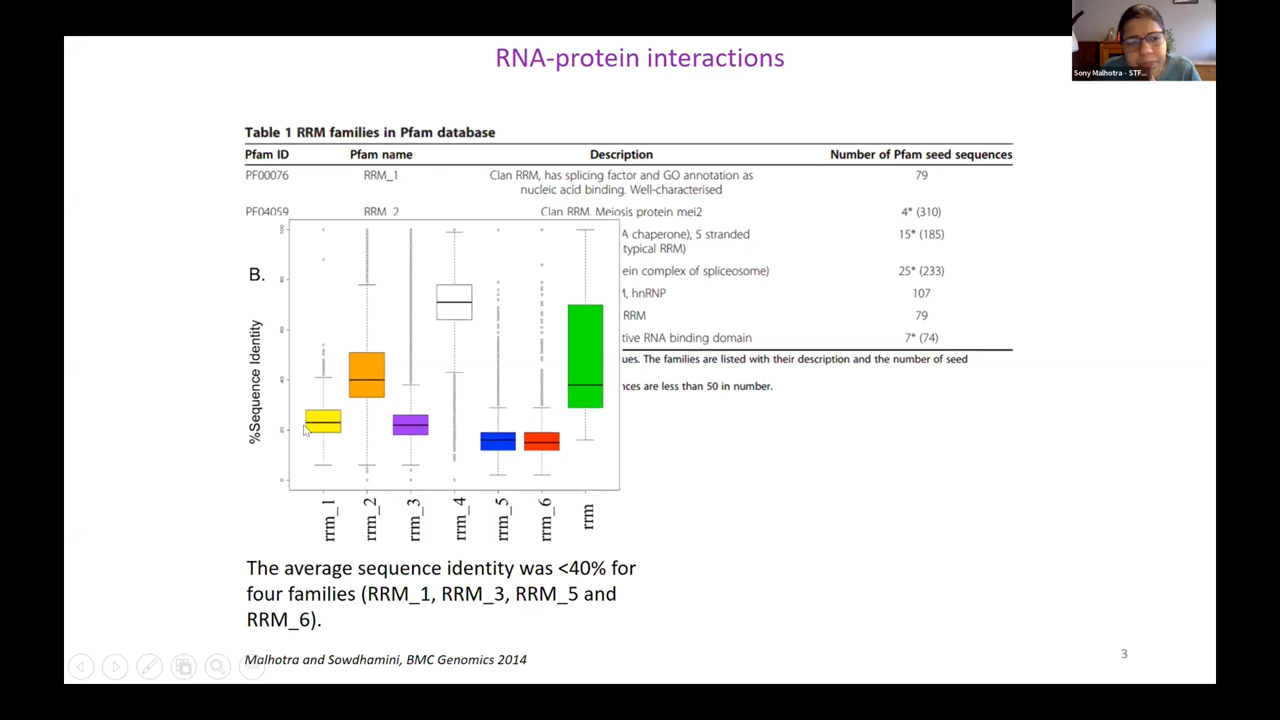 RNA-protein interactions
Sony Malhotra - STF...
Table 1 RRM families in Pfam database
Pfam ID Pfam name Description Number of Pfam seed sequences
PF00076 RRM_1 Clan RRM, has splicing factor and GO annotation as 79
nucleic acid binding. Well-characterised
PF04059 RRM_2 Clan RRM. Meiosis protein mei2 4* (310)
A chaperone), 5 stranded 15* (185)
typical RRM)
ein complex of spliceosome) 25* (233)
, hnRNP 107
RRM 79
tive RNA binding domain 7* (74)
ues. The families are listed with their description and the number of seed
nces are less than 50 in number.
B.
%Sequence Identity
100
80
60
40
20
0
rrm_1 rrm_2 rrm_3 rrm_4 rrm_5 rrm_6 rrm
The average sequence identity was <40% for
four families (RRM_1, RRM_3, RRM_5 and
RRM_6).
Malhotra and Sowdhamini, BMC Genomics 2014
3